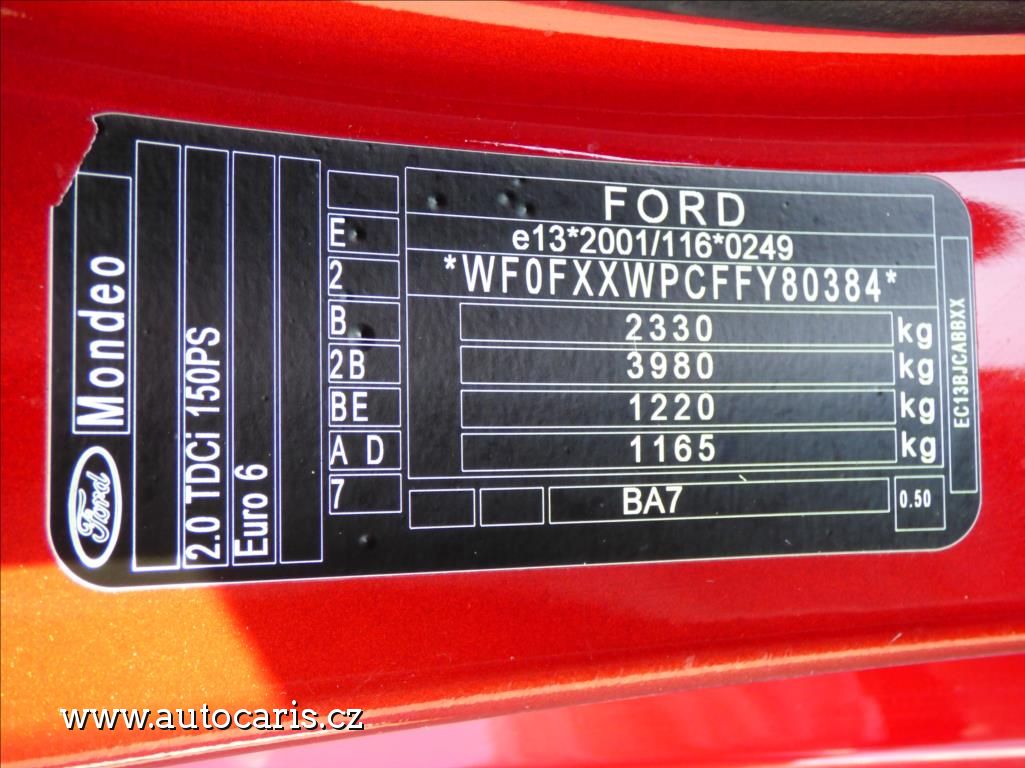 FORD
e13*2001/116*0249
*WF0FXXWPCFFY80384*
2330 kg
3980 kg
1220 kg
1165 kg
BA7
0.50
E
2
B
2B
BE
A D
7
Ford
Mondeo
2.0 TDCi 150PS
Euro 6
EC13BJCABBXX
www.autocaris.cz